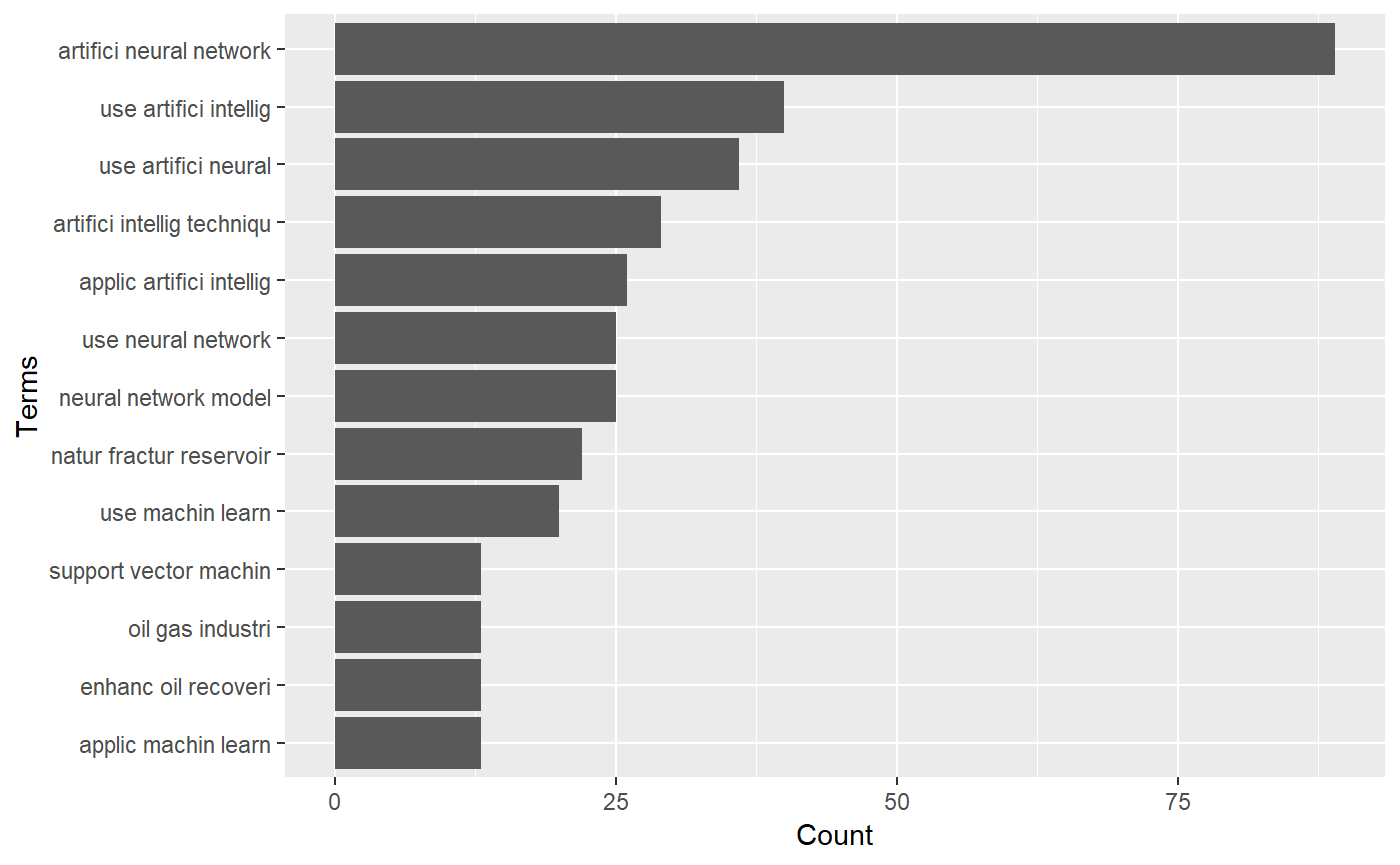 artifici neural network
use artifici intellig
use artifici neural
artifici intellig techniqu
applic artifici intellig
use neural network
neural network model
natur fractur reservoir
use machin learn
support vector machin
oil gas industri
enhanc oil recoveri
applic machin learn
Terms
0 25 50 75
Count